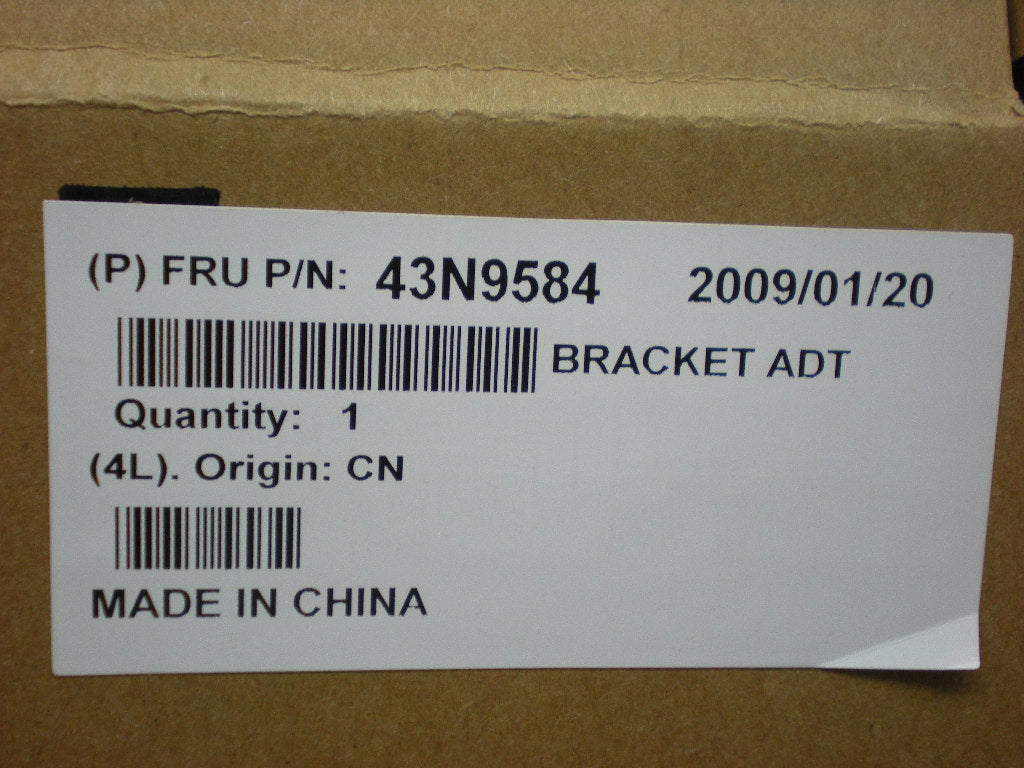 (P) FRU P/N: 43N9584 2009/01/20
BRACKET ADT
Quantity: 1
(4L). Origin: CN
MADE IN CHINA